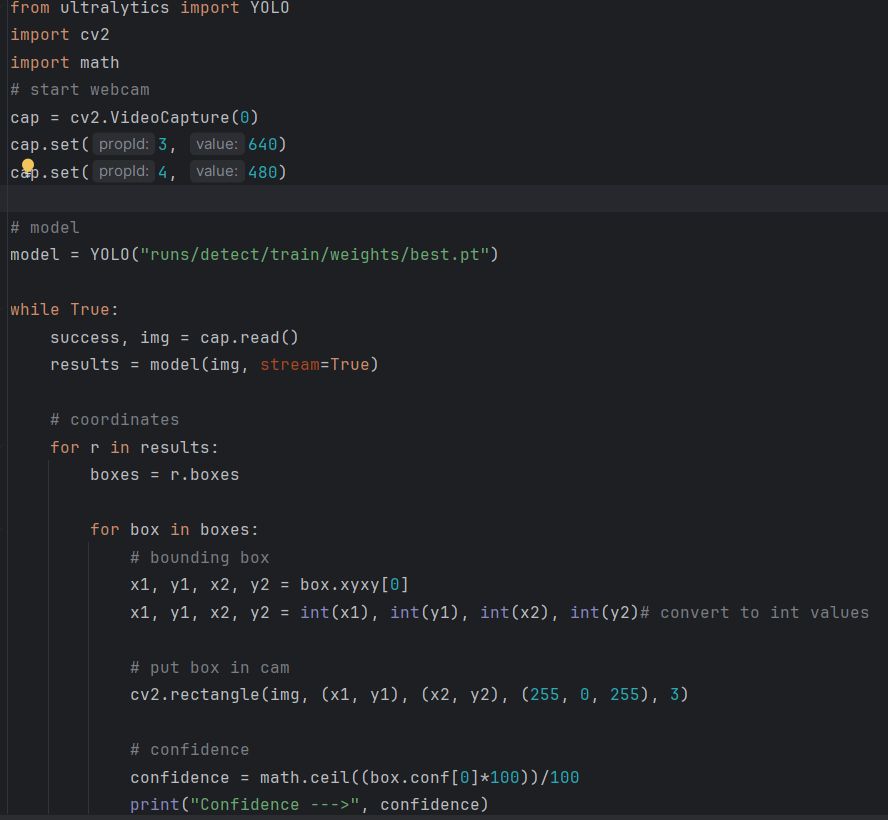 from ultralytics import YOLO
import cv2
import math
# start webcam
cap = cv2.VideoCapture(0)
cap.set( propId: 3, value: 640)
cap.set( propId: 4, value: 480)
# model
model = YOLO("runs/detect/train/weights/best.pt")
while True:
    success, img = cap.read()
    results = model(img, stream=True)
    # coordinates
    for r in results:
        boxes = r.boxes
        for box in boxes:
            # bounding box
            x1, y1, x2, y2 = box.xyxy[0]
            x1, y1, x2, y2 = int(x1), int(y1), int(x2), int(y2)# convert to int values
            # put box in cam
            cv2.rectangle(img, (x1, y1), (x2, y2), (255, 0, 255), 3)
            # confidence
            confidence = math.ceil((box.conf[0]*100))/100
            print("Confidence --->", confidence)